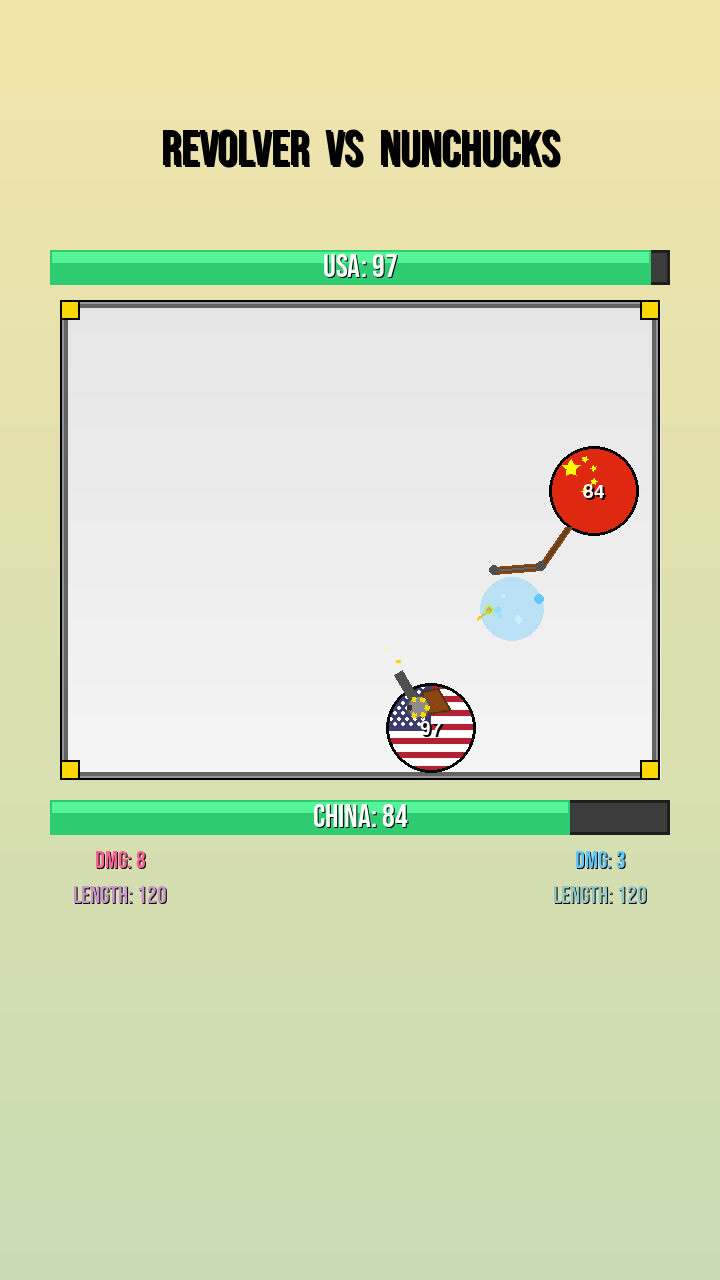 REVOLVER VS NUNCHUCKS
USA: 97
84
97
CHINA: 84
DMG: 8
DMG: 3
LENGTH: 120
LENGTH: 120